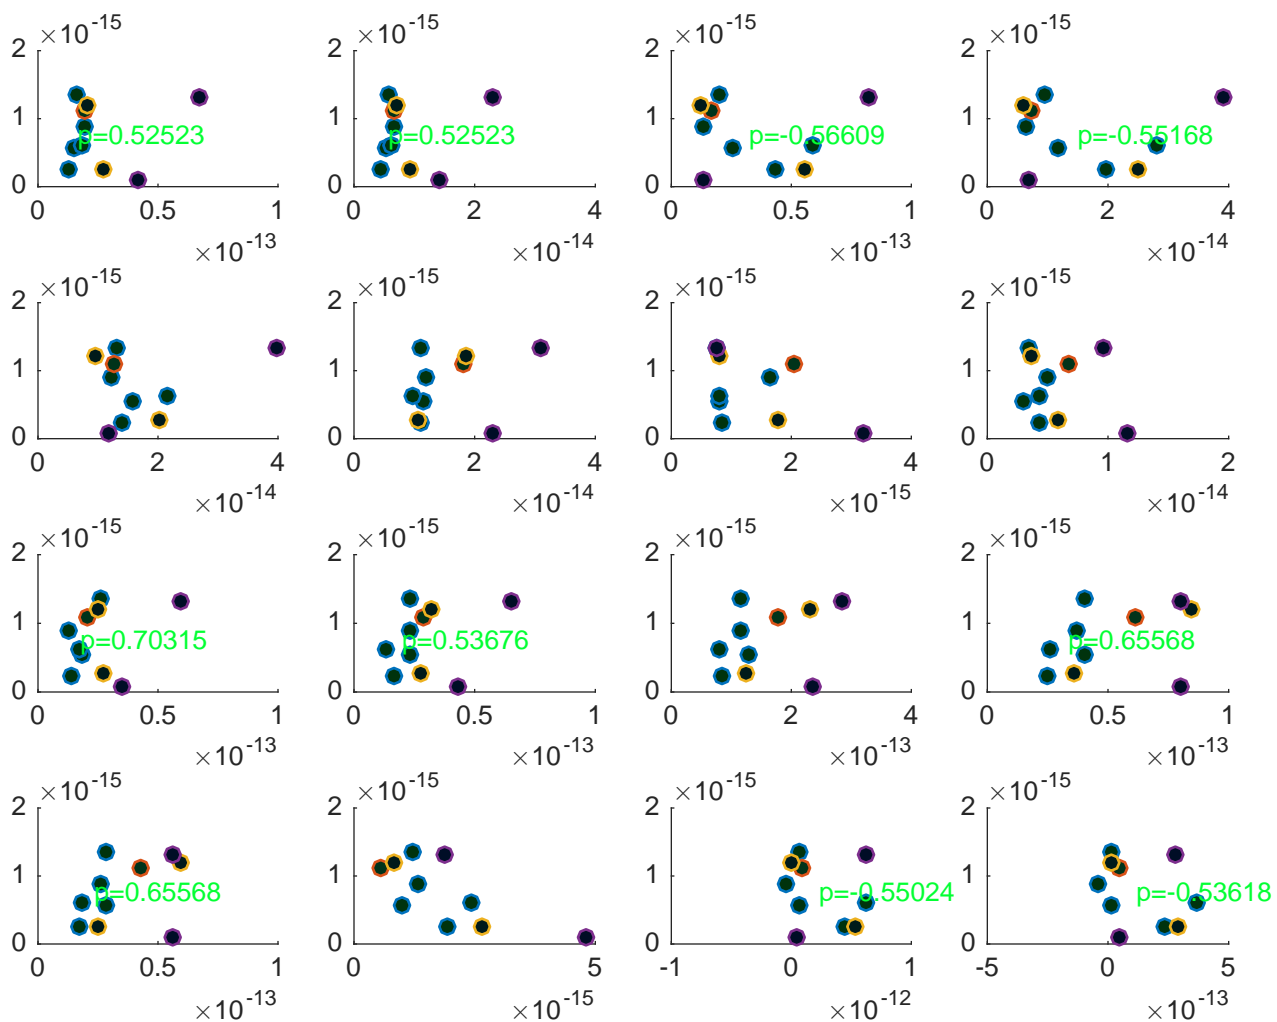 ×10^-15 ×10^-15 ×10^-15 ×10^-15
2 2 2 2
1 1 1 1
p=0.52523 p=0.52523 p=-0.56609 p=-0.55168
0 0 0 0
0 0.5 1 0 2 4 0 0.5 1 0 2 4
×10^-13 ×10^-14 ×10^-13 ×10^-14
×10^-15 ×10^-15 ×10^-15 ×10^-15
2 2 2 2
1 1 1 1
0 0 0 0
0 2 4 0 2 4 0 2 4 0 1 2
×10^-14 ×10^-14 ×10^-15 ×10^-14
×10^-15 ×10^-15 ×10^-15 ×10^-15
2 2 2 2
1 1 1 1
p=0.70315 p=0.53676 p=0.65568
0 0 0 0
0 0.5 1 0 0.5 1 0 2 4 0 0.5 1
×10^-13 ×10^-13 ×10^-13 ×10^-13
×10^-15 ×10^-15 ×10^-15 ×10^-15
2 2 2 2
1 1 1 1
p=0.65568 p=-0.55024 p=-0.53618
0 0 0 0
0 0.5 1 0 5 -1 0 1 -5 0 5
×10^-13 ×10^-15 ×10^-12 ×10^-13